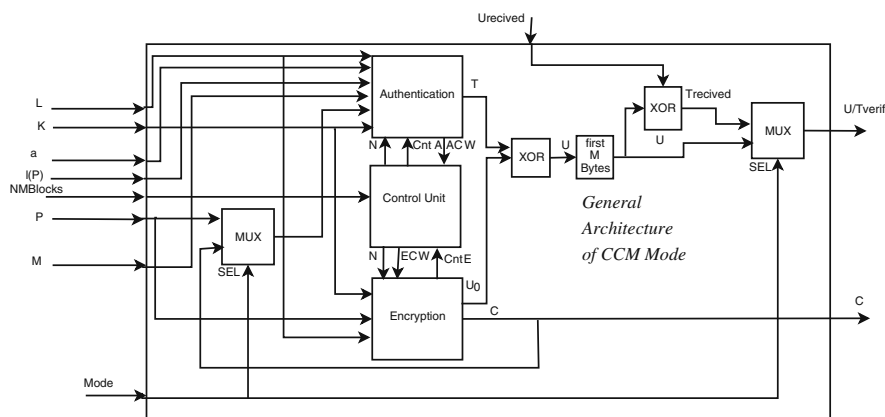 Urecived
L
K
a
l(P)
NMBlocks
P
M
Mode
Authentication
T
N
Cnt A
ACW
Control Unit
N
ECW
CntE
MUX
SEL
Encryption
U0
C
XOR
U
first
M
Bytes
XOR
Trecived
U
MUX
SEL
U/Tverif
C
General
Architecture
of CCM Mode